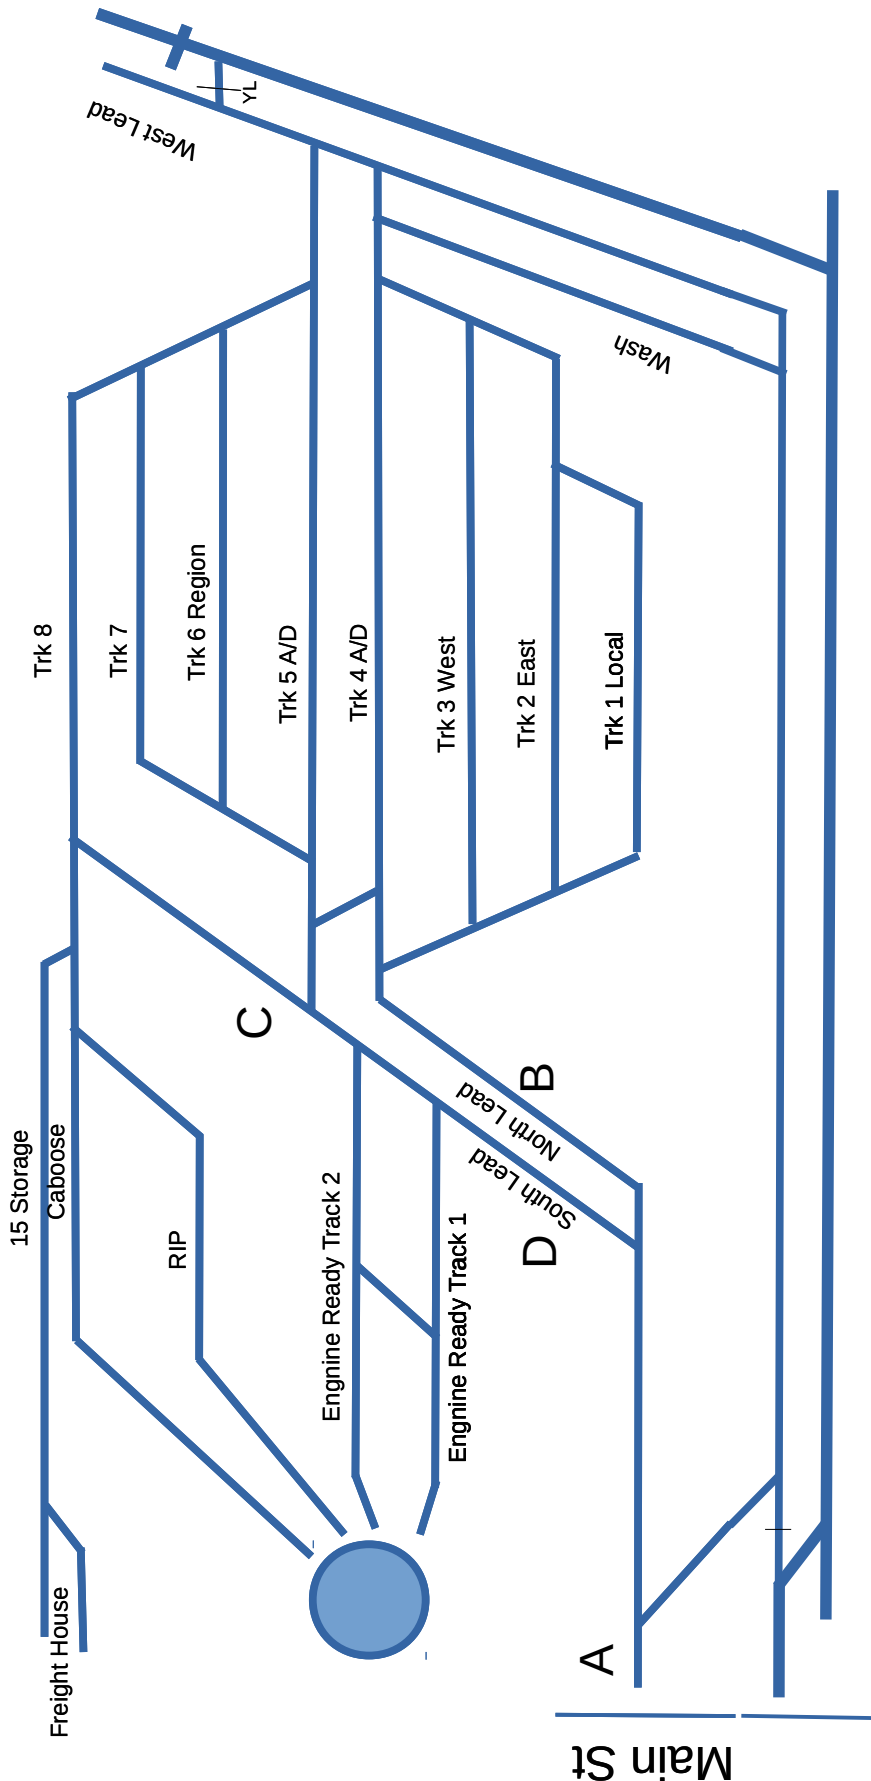 YL
West Lead
Wash
Trk 8
Trk 7
Trk 6 Region
Trk 5 A/D
Trk 4 A/D
Trk 3 West
Trk 2 East
Trk 1 Local
C
B
North Lead
South Lead
D
15 Storage
Caboose
RIP
Engnine Ready Track 2
Engnine Ready Track 1
Freight House
A
Main St